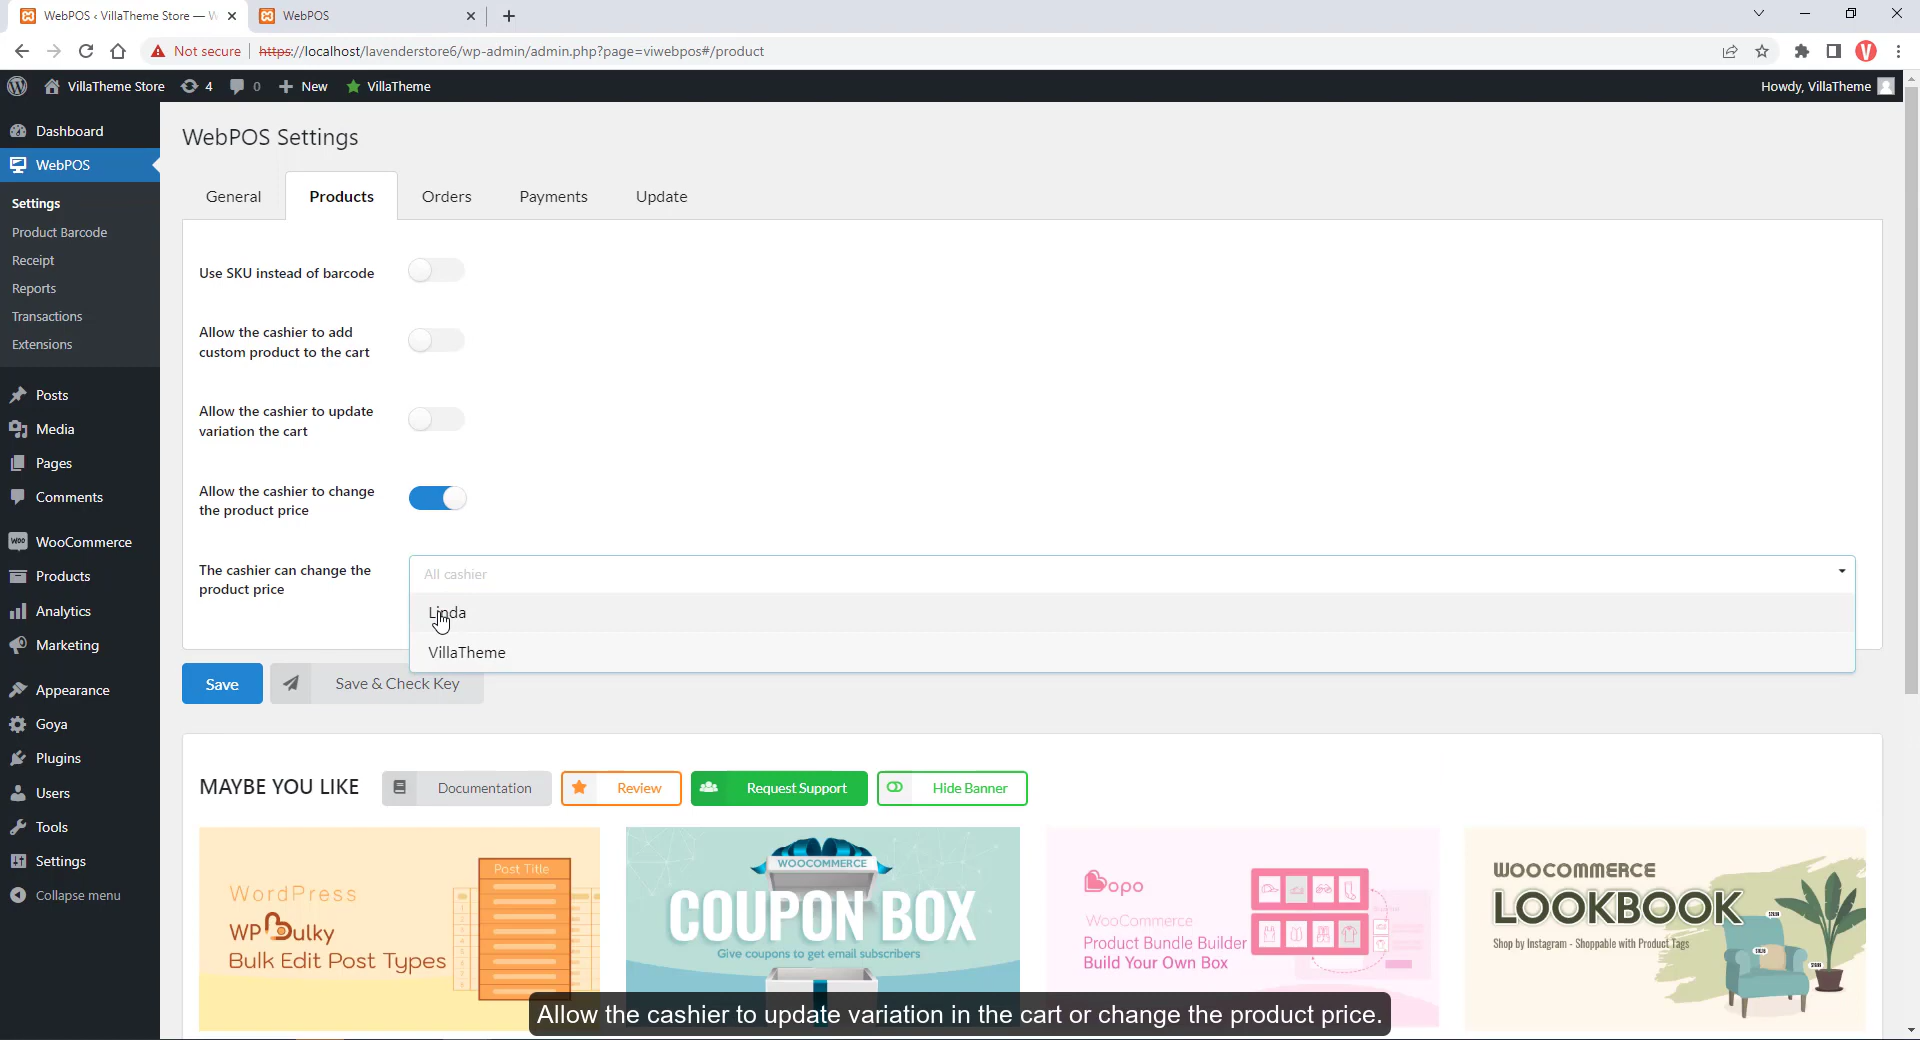 WebPOS ‹ VillaTheme Store — W
WebPOS
Not secure
https://localhost/lavenderstore6/wp-admin/admin.php?page=viwebpos#/product
VillaTheme Store
4
0
New
VillaTheme
Howdy, VillaTheme
Dashboard
WebPOS
Settings
Product Barcode
Receipt
Reports
Transactions
Extensions
Posts
Media
Pages
Comments
WooCommerce
Products
Analytics
Marketing
Appearance
Goya
Plugins
Users
Tools
Settings
Collapse menu
WebPOS Settings
General
Products
Orders
Payments
Update
Use SKU instead of barcode
Allow the cashier to add
custom product to the cart
Allow the cashier to update
variation the cart
Allow the cashier to change
the product price
The cashier can change the
product price
All cashier
Linda
VillaTheme
Save
Save & Check Key
MAYBE YOU LIKE
Documentation
Review
Request Support
Hide Banner
WordPress
WP Bulky
Bulk Edit Post Types
Post Title
WOOCOMMERCE
COUPON BOX
Give coupons to get email subscribers
Bopo
WooCommerce
Product Bundle Builder
Build Your Own Box
WOOCOMMERCE
LOOKBOOK
Shop by Instagram - Shoppable with Product Tags
Allow the cashier to update variation in the cart or change the product price.